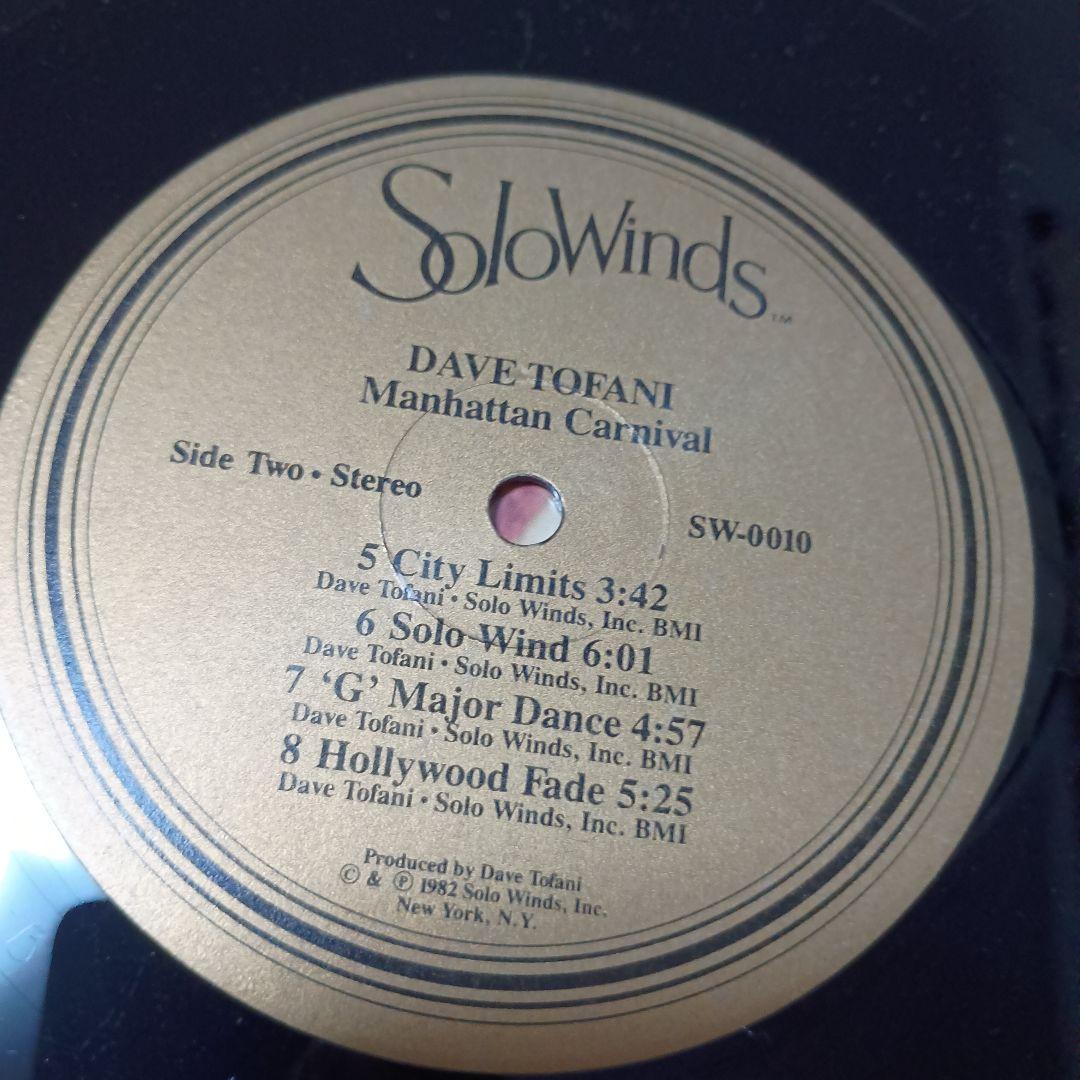 SoloWinds™
DAVE TOFANI
Manhattan Carnival
Side Two • Stereo
SW-0010
5 City Limits 3:42
Dave Tofani • Solo Winds, Inc. BMI
6 Solo Wind 6:01
Dave Tofani • Solo Winds, Inc. BMI
7 ‘G’ Major Dance 4:57
Dave Tofani • Solo Winds, Inc. BMI
8 Hollywood Fade 5:25
Dave Tofani • Solo Winds, Inc. BMI
Produced by Dave Tofani
© & ℗ 1982 Solo Winds, Inc.
New York, N.Y.